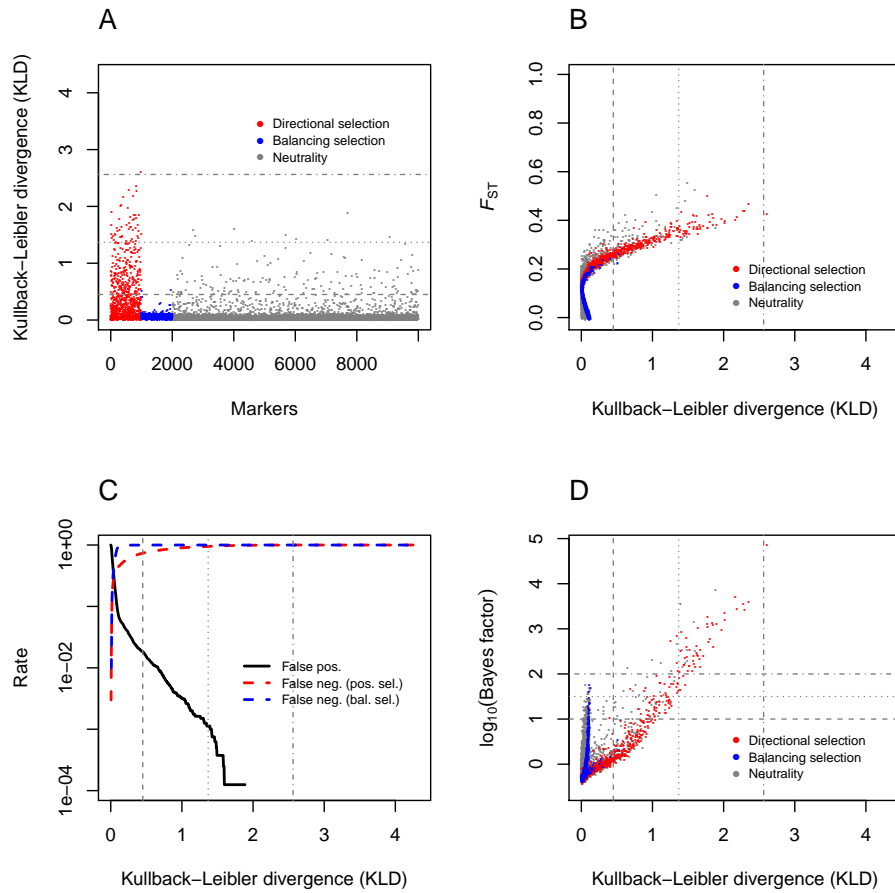 A
Kullback–Leibler divergence (KLD)
4
3
2
1
0
Directional selection
Balancing selection
Neutrality
0 2000 4000 6000 8000
Markers
B
FST
1.0
0.8
0.6
0.4
0.2
0.0
Directional selection
Balancing selection
Neutrality
0 1 2 3 4
Kullback–Leibler divergence (KLD)
C
Rate
1e+00
1e−02
1e−04
False pos.
False neg. (pos. sel.)
False neg. (bal. sel.)
0 1 2 3 4
Kullback–Leibler divergence (KLD)
D
log10(Bayes factor)
5
4
3
2
1
0
Directional selection
Balancing selection
Neutrality
0 1 2 3 4
Kullback–Leibler divergence (KLD)